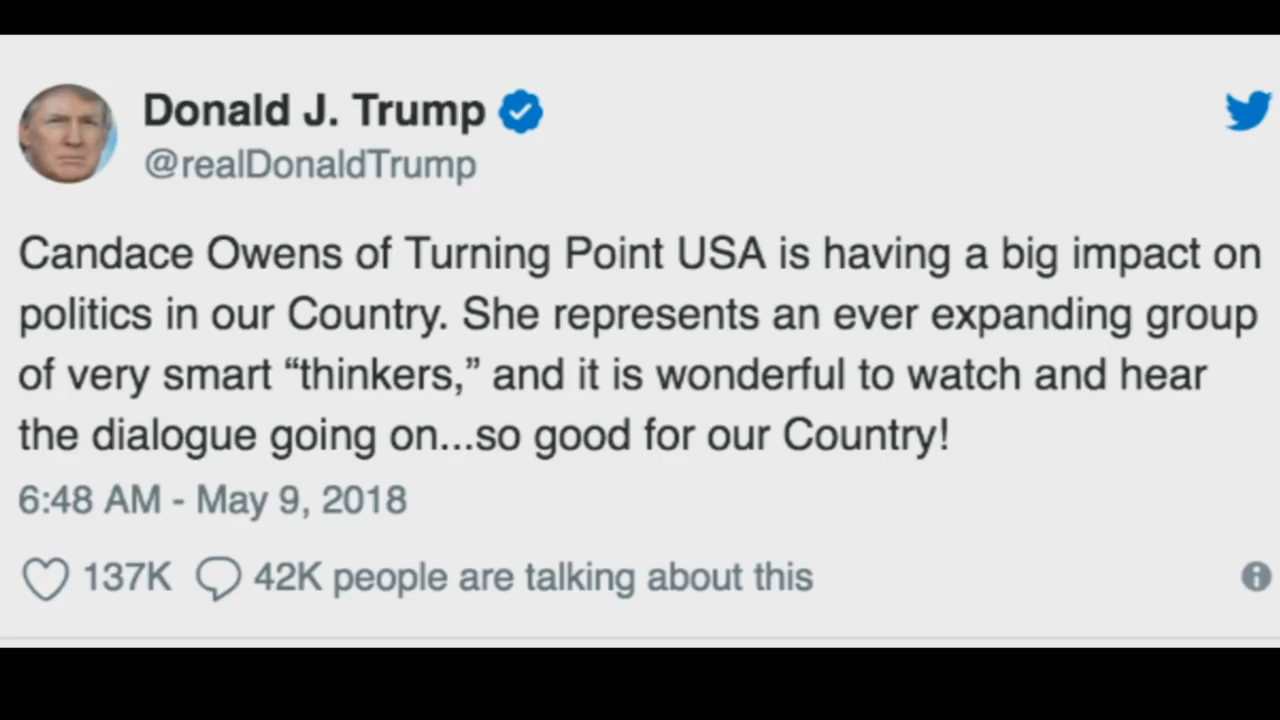 Donald J. Trump
@realDonaldTrump
Candace Owens of Turning Point USA is having a big impact on
politics in our Country. She represents an ever expanding group
of very smart “thinkers,” and it is wonderful to watch and hear
the dialogue going on...so good for our Country!
6:48 AM - May 9, 2018
137K 42K people are talking about this